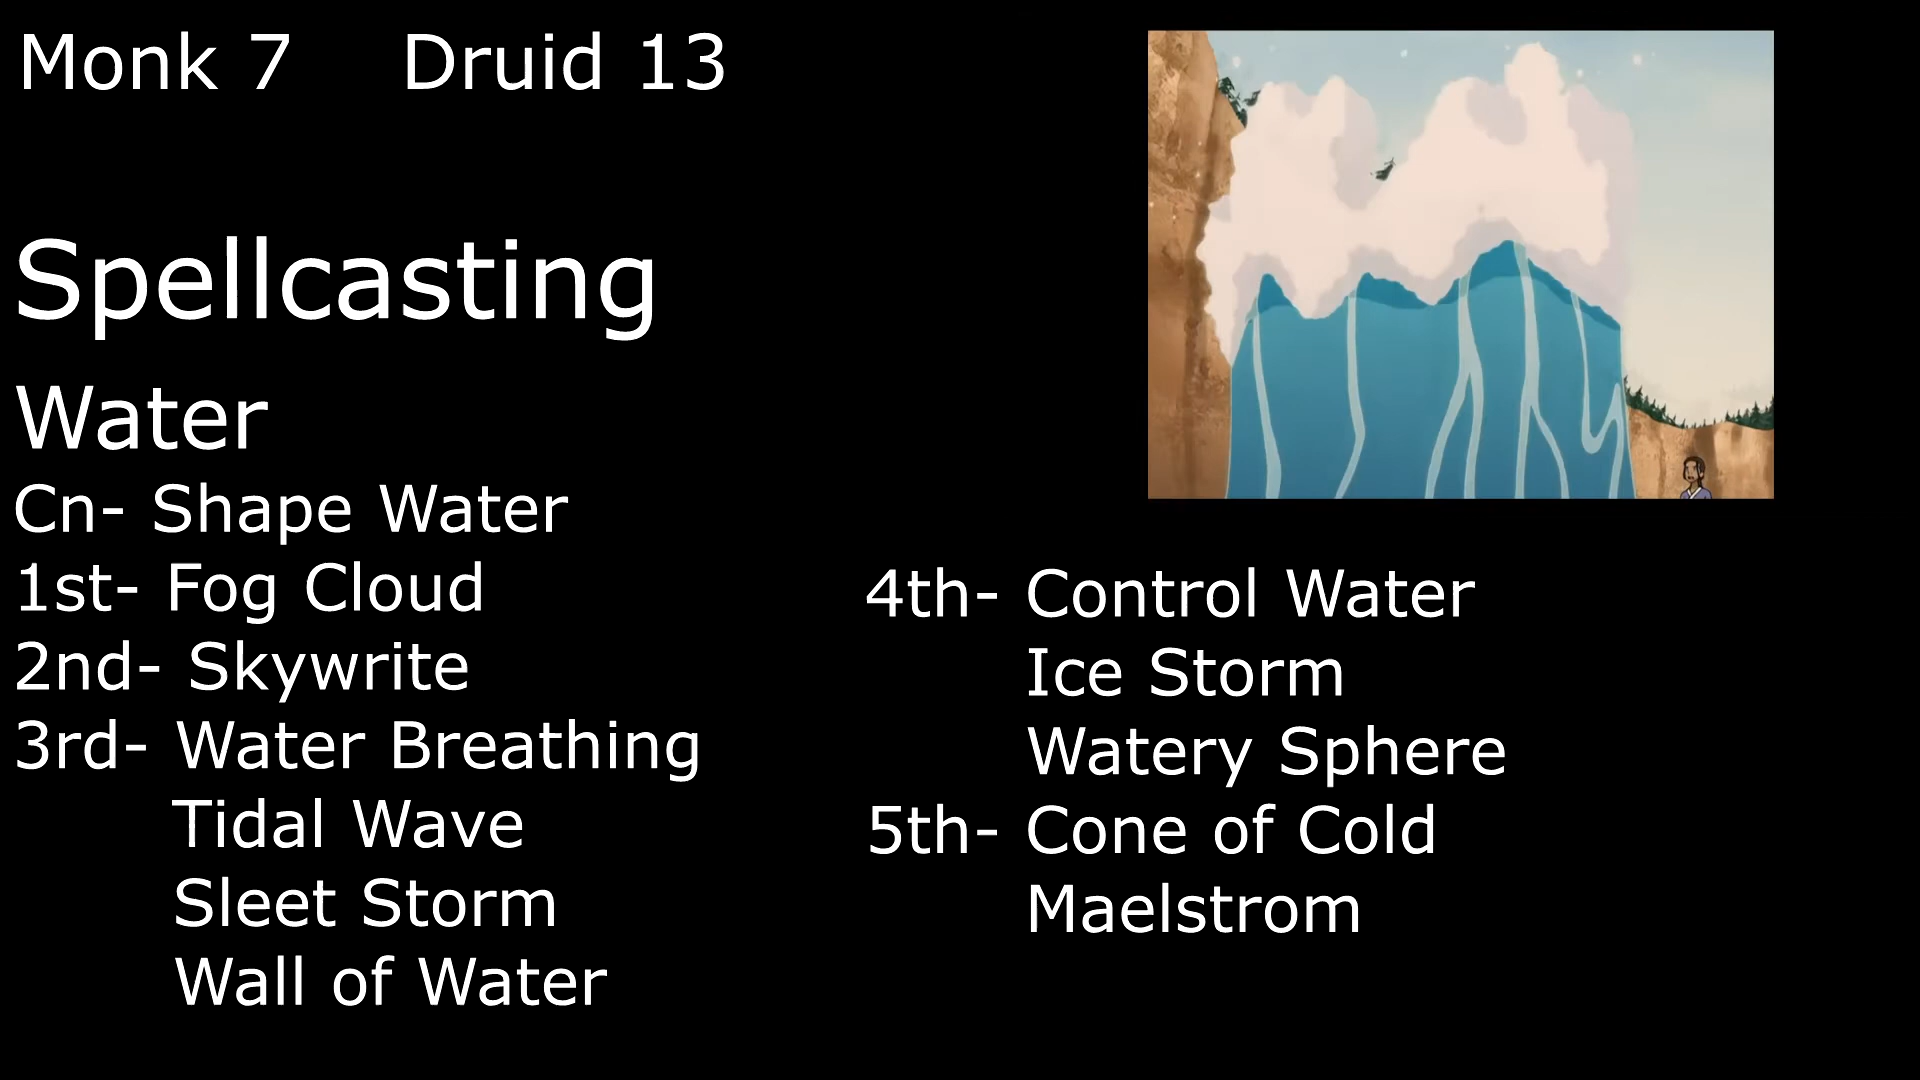 Monk 7    Druid 13
Spellcasting
Water
Cn- Shape Water
1st- Fog Cloud
2nd- Skywrite
3rd- Water Breathing
Tidal Wave
Sleet Storm
Wall of Water
4th- Control Water
Ice Storm
Watery Sphere
5th- Cone of Cold
Maelstrom